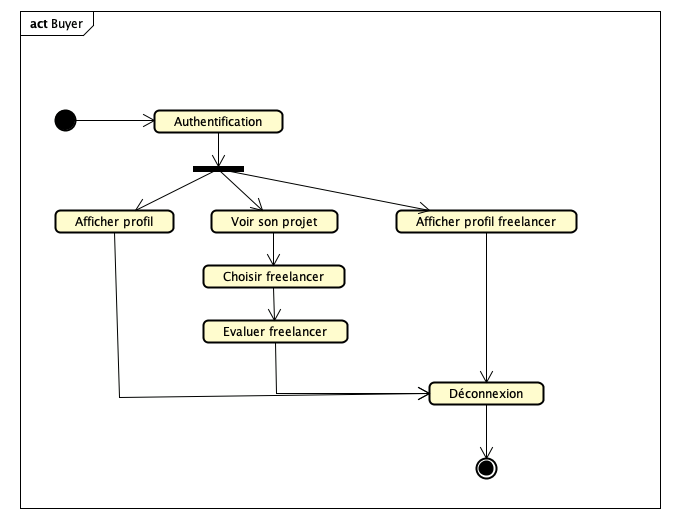 act Buyer
Authentification
Afficher profil
Voir son projet
Afficher profil freelancer
Choisir freelancer
Evaluer freelancer
Déconnexion